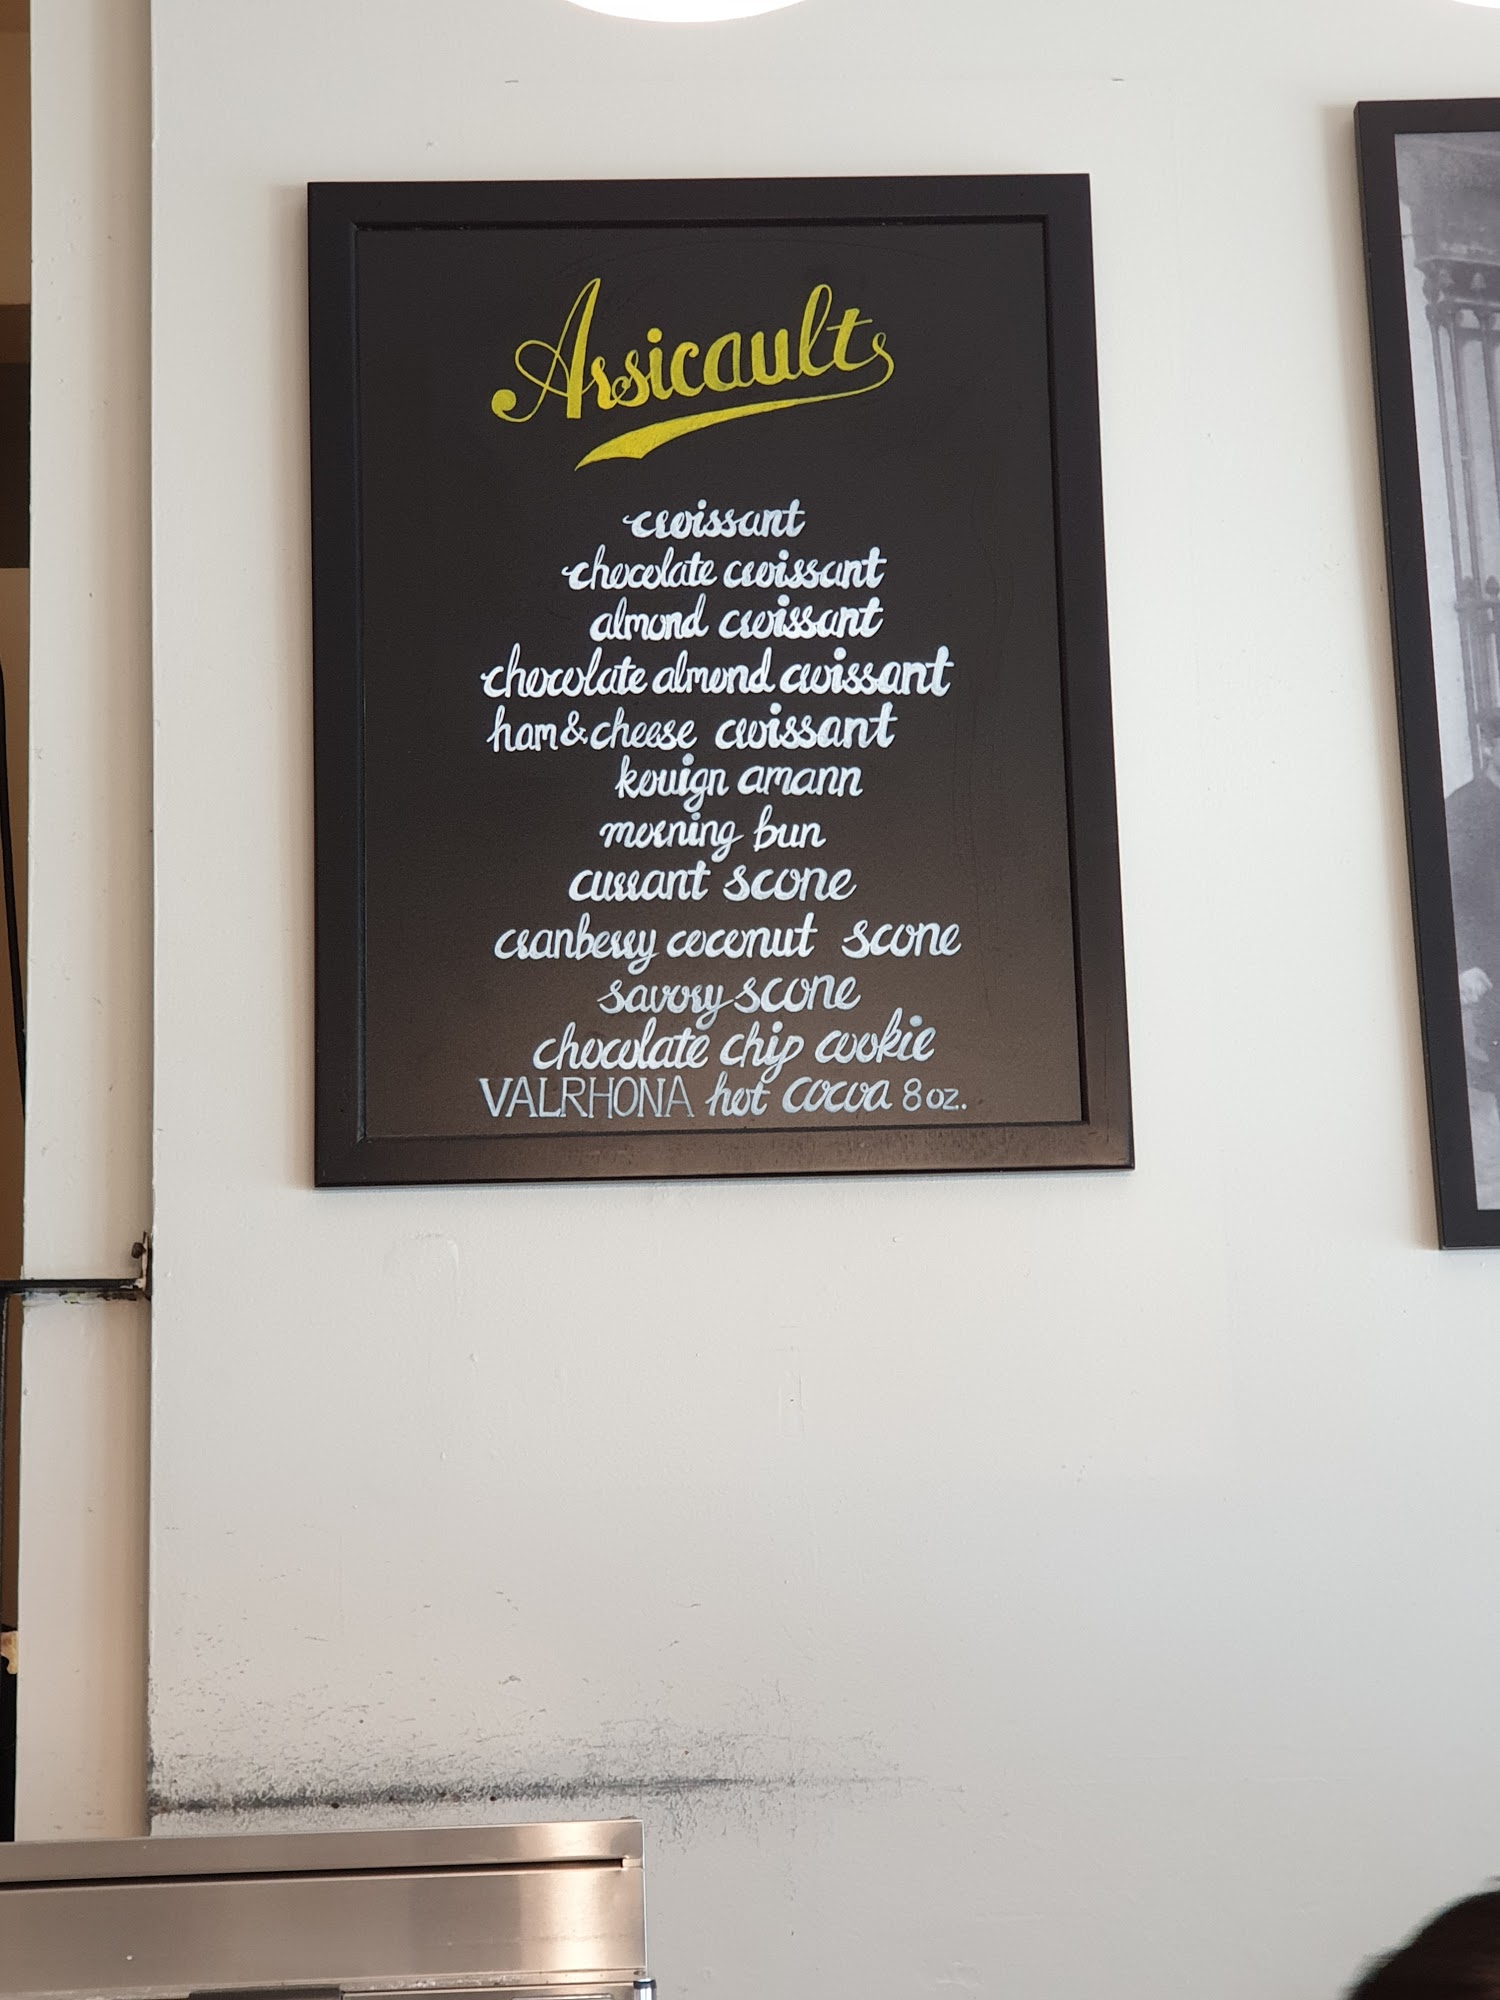 Arsicault
croissant
chocolate croissant
almond croissant
chocolate almond croissant
ham & cheese croissant
kouign amann
morning bun
currant scone
cranberry coconut scone
savory scone
chocolate chip cookie
VALRHONA hot cocoa 8 oz.